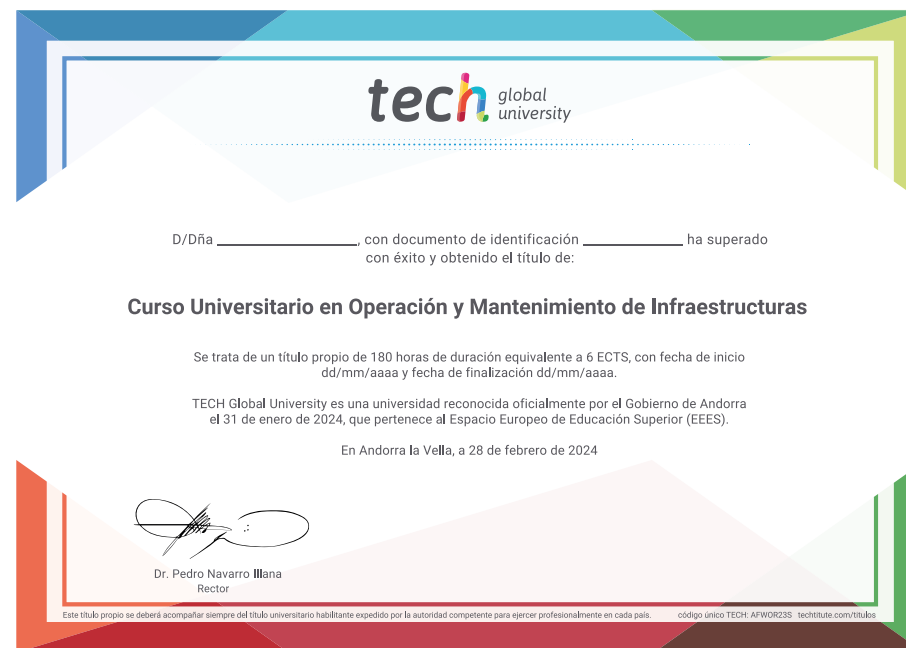 tech global university
D/Dña ______________, con documento de identificación __________ ha superado
con éxito y obtenido el título de:
Curso Universitario en Operación y Mantenimiento de Infraestructuras
Se trata de un título propio de 180 horas de duración equivalente a 6 ECTS, con fecha de inicio
dd/mm/aaaa y fecha de finalización dd/mm/aaaa.
TECH Global University es una universidad reconocida oficialmente por el Gobierno de Andorra
el 31 de enero de 2024, que pertenece al Espacio Europeo de Educación Superior (EEES).
En Andorra la Vella, a 28 de febrero de 2024
Dr. Pedro Navarro Illana
Rector
Este título propio se deberá acompañar siempre del título universitario habilitante expedido por la autoridad competente para ejercer profesionalmente en cada país. código único TECH: AFWOR23S techtitute.com/titulos